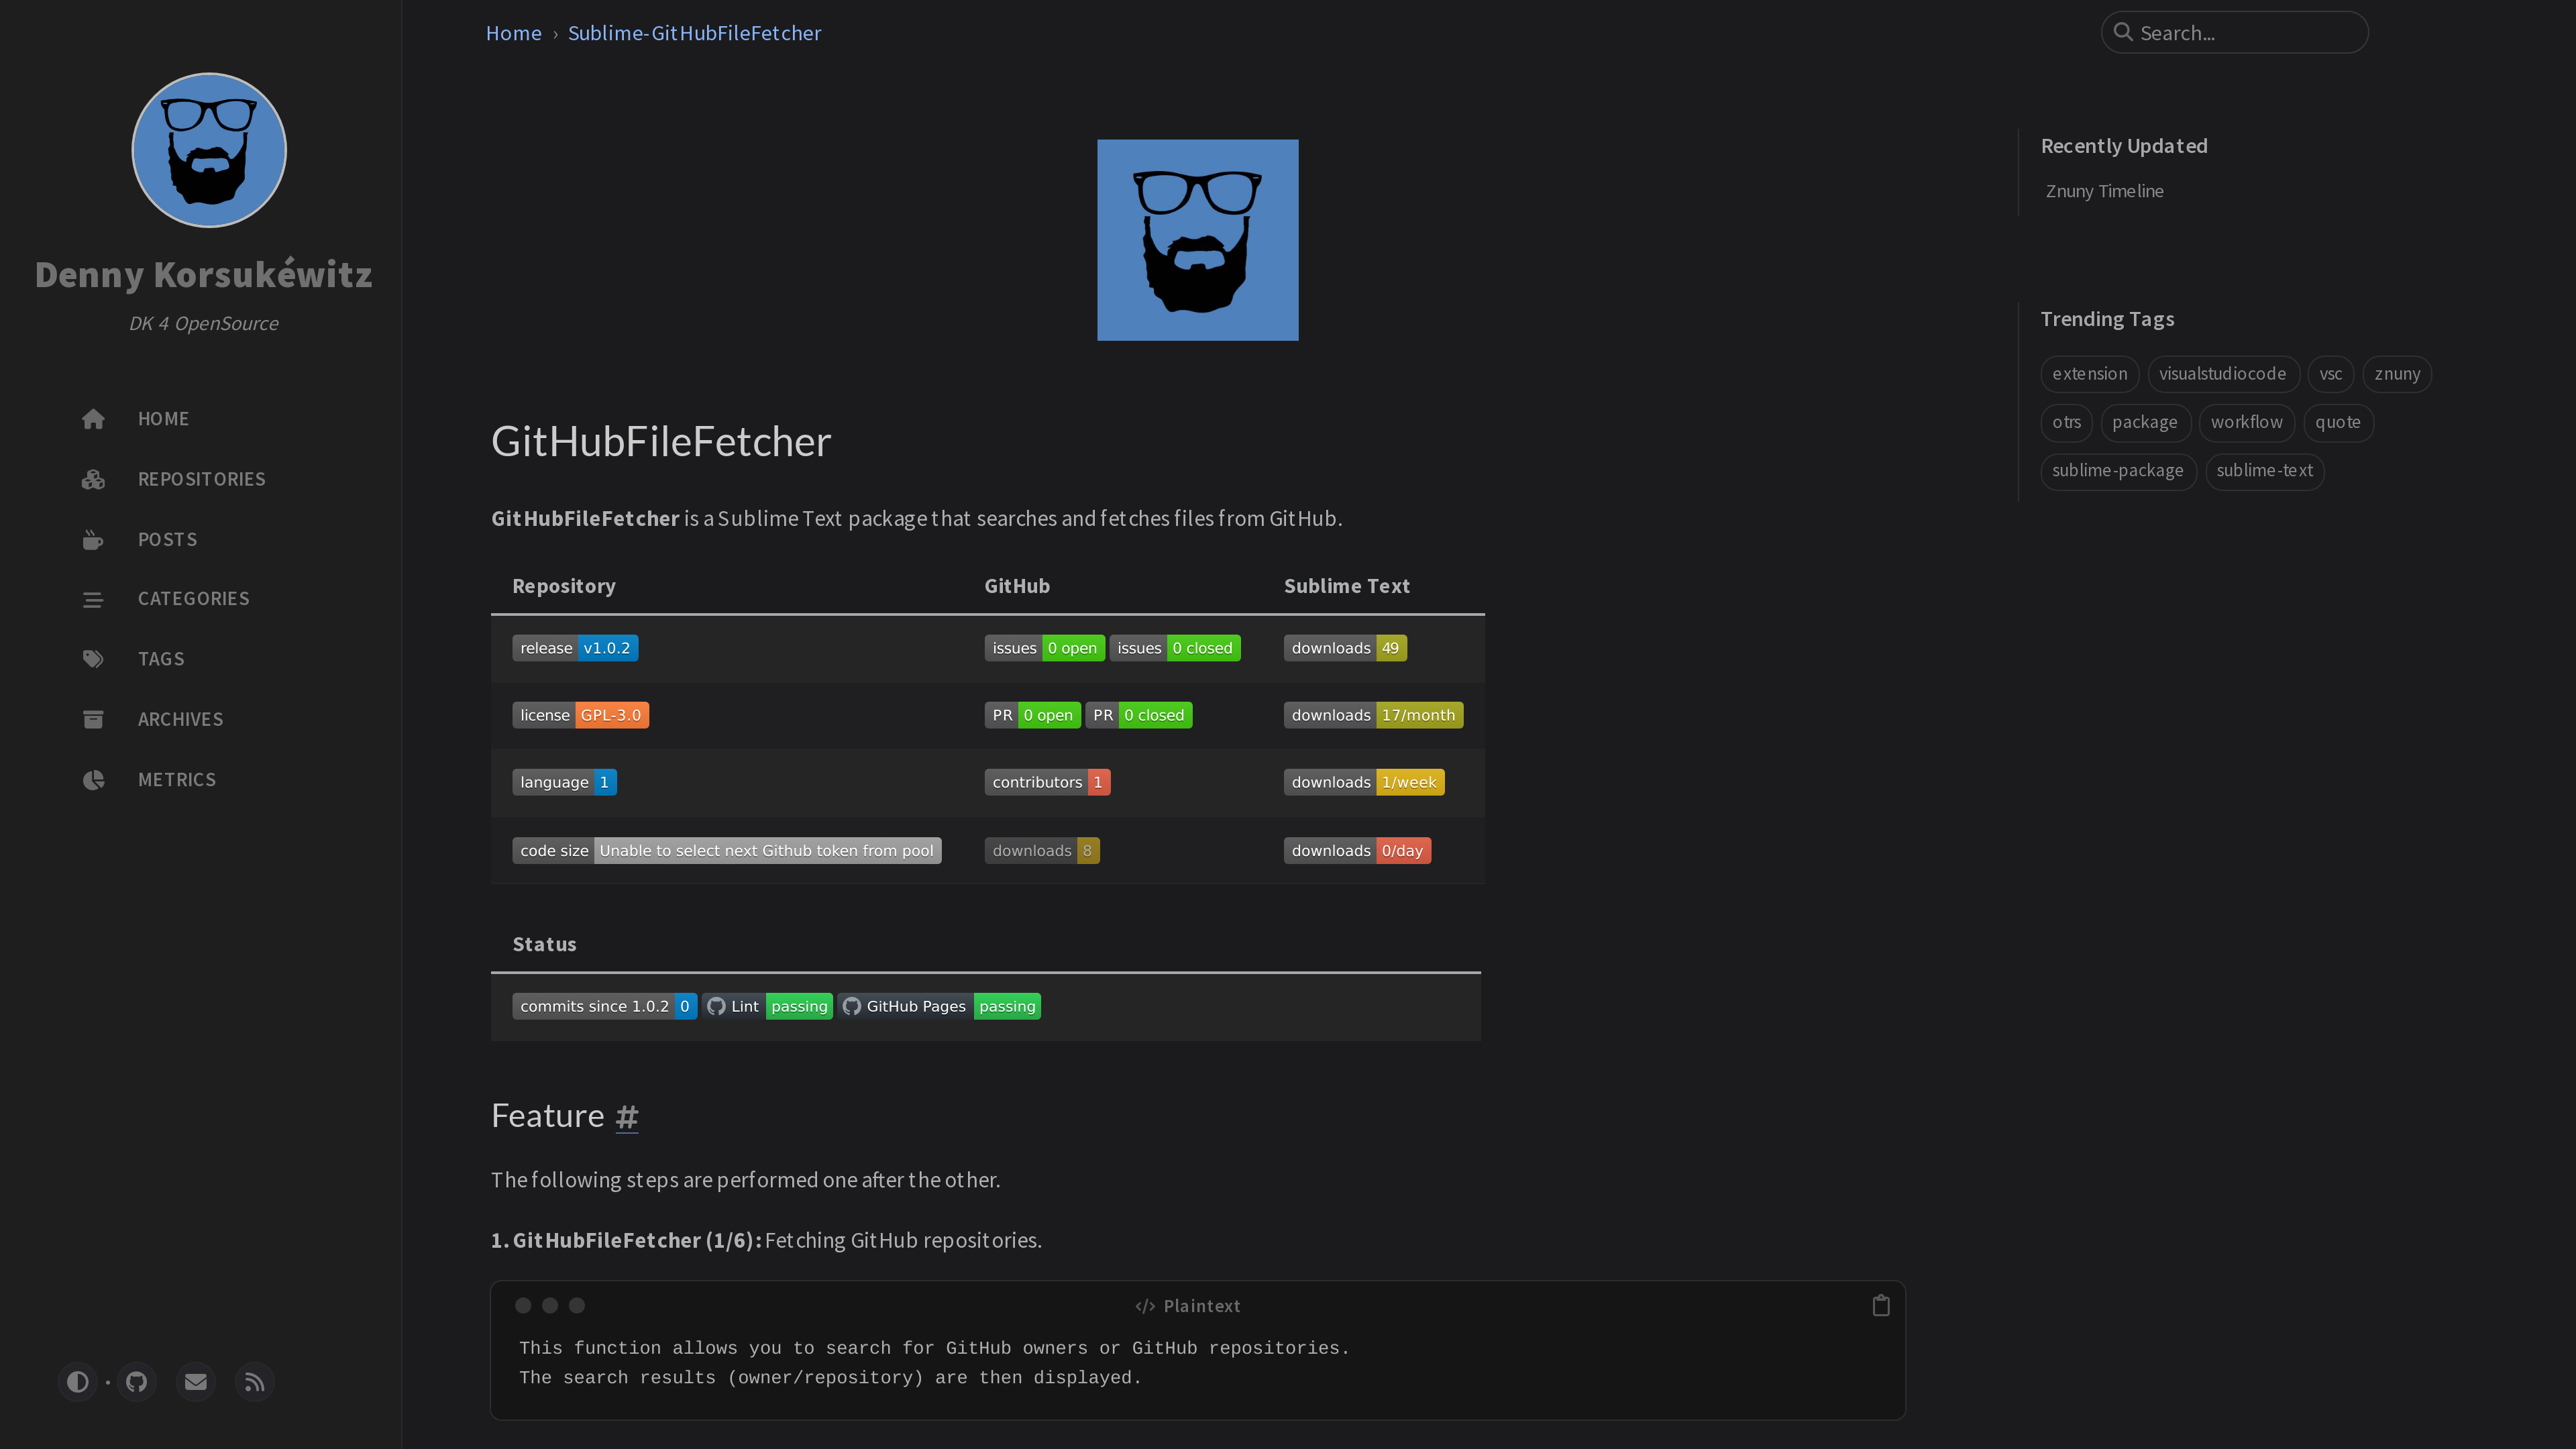 Denny Korsukéwitz
DK 4 OpenSource
HOME
REPOSITORIES
POSTS
CATEGORIES
TAGS
ARCHIVES
METRICS
Home › Sublime-GitHubFileFetcher
Search...
GitHubFileFetcher
GitHubFileFetcher is a Sublime Text package that searches and fetches files from GitHub.
Repository GitHub Sublime Text
release v1.0.2 issues 0 open issues 0 closed downloads 49
license GPL-3.0 PR 0 open PR 0 closed downloads 17/month
language 1 contributors 1 downloads 1/week
code size Unable to select next Github token from pool downloads 8 downloads 0/day
Status
commits since 1.0.2 0 Lint passing GitHub Pages passing
Feature #
The following steps are performed one after the other.
1. GitHubFileFetcher (1/6): Fetching GitHub repositories.
Plaintext
This function allows you to search for GitHub owners or GitHub repositories.
The search results (owner/repository) are then displayed.
Recently Updated
Znuny Timeline
Trending Tags
extension visualstudiocode vsc znuny
otrs package workflow quote
sublime-package sublime-text